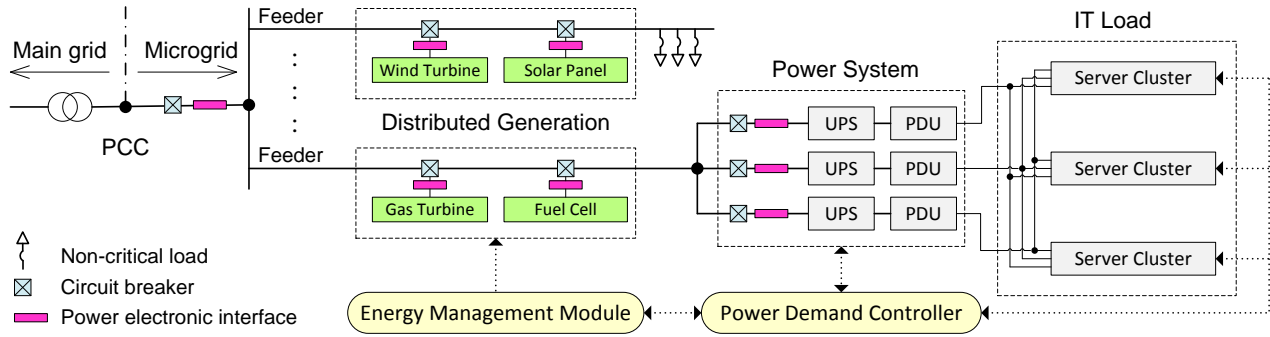 Main grid
Microgrid
PCC
Feeder
Wind Turbine
Solar Panel
Distributed Generation
Feeder
Gas Turbine
Fuel Cell
Power System
UPS
PDU
UPS
PDU
UPS
PDU
IT Load
Server Cluster
Server Cluster
Server Cluster
Non-critical load
Circuit breaker
Power electronic interface
Energy Management Module
Power Demand Controller